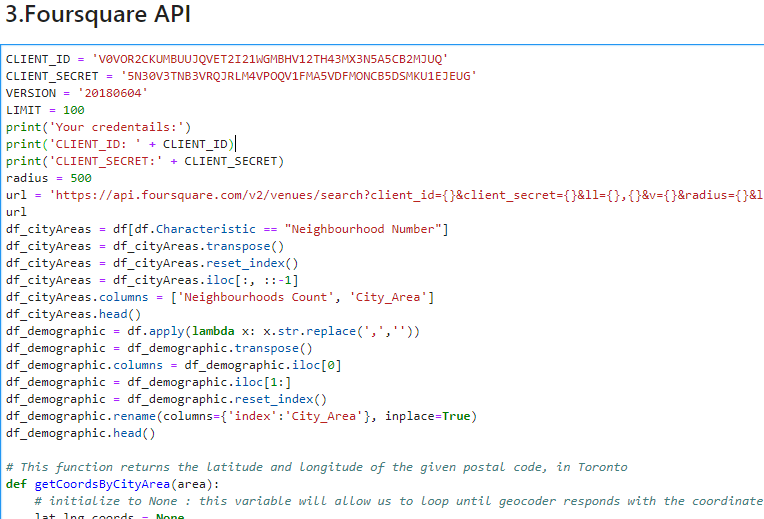 3.Foursquare API
CLIENT_ID = 'V0VOR2CKUMBUUJQVET2I21WGMBHV12TH43MX3N5A5CB2MJUQ'
CLIENT_SECRET = '5N30V3TNB3VRQJRLM4VPOQV1FMA5VDFMONCB5DSMKU1EJEUG'
VERSION = '20180604'
LIMIT = 100
print('Your credentails:')
print('CLIENT_ID: ' + CLIENT_ID)
print('CLIENT_SECRET:' + CLIENT_SECRET)
radius = 500
url = 'https://api.foursquare.com/v2/venues/search?client_id={}&client_secret={}&ll={},{}&v={}&radius={}&l
url
df_cityAreas = df[df.Characteristic == "Neighbourhood Number"]
df_cityAreas = df_cityAreas.transpose()
df_cityAreas = df_cityAreas.reset_index()
df_cityAreas = df_cityAreas.iloc[:, ::-1]
df_cityAreas.columns = ['Neighbourhoods Count', 'City_Area']
df_cityAreas.head()
df_demographic = df.apply(lambda x: x.str.replace(',',''))
df_demographic = df_demographic.transpose()
df_demographic.columns = df_demographic.iloc[0]
df_demographic = df_demographic.iloc[1:]
df_demographic = df_demographic.reset_index()
df_demographic.rename(columns={'index':'City_Area'}, inplace=True)
df_demographic.head()
# This function returns the latitude and longitude of the given postal code, in Toronto
def getCoordsByCityArea(area):
# initialize to None : this variable will allow us to loop until geocoder responds with the coordinate
lat_lng_coords = None